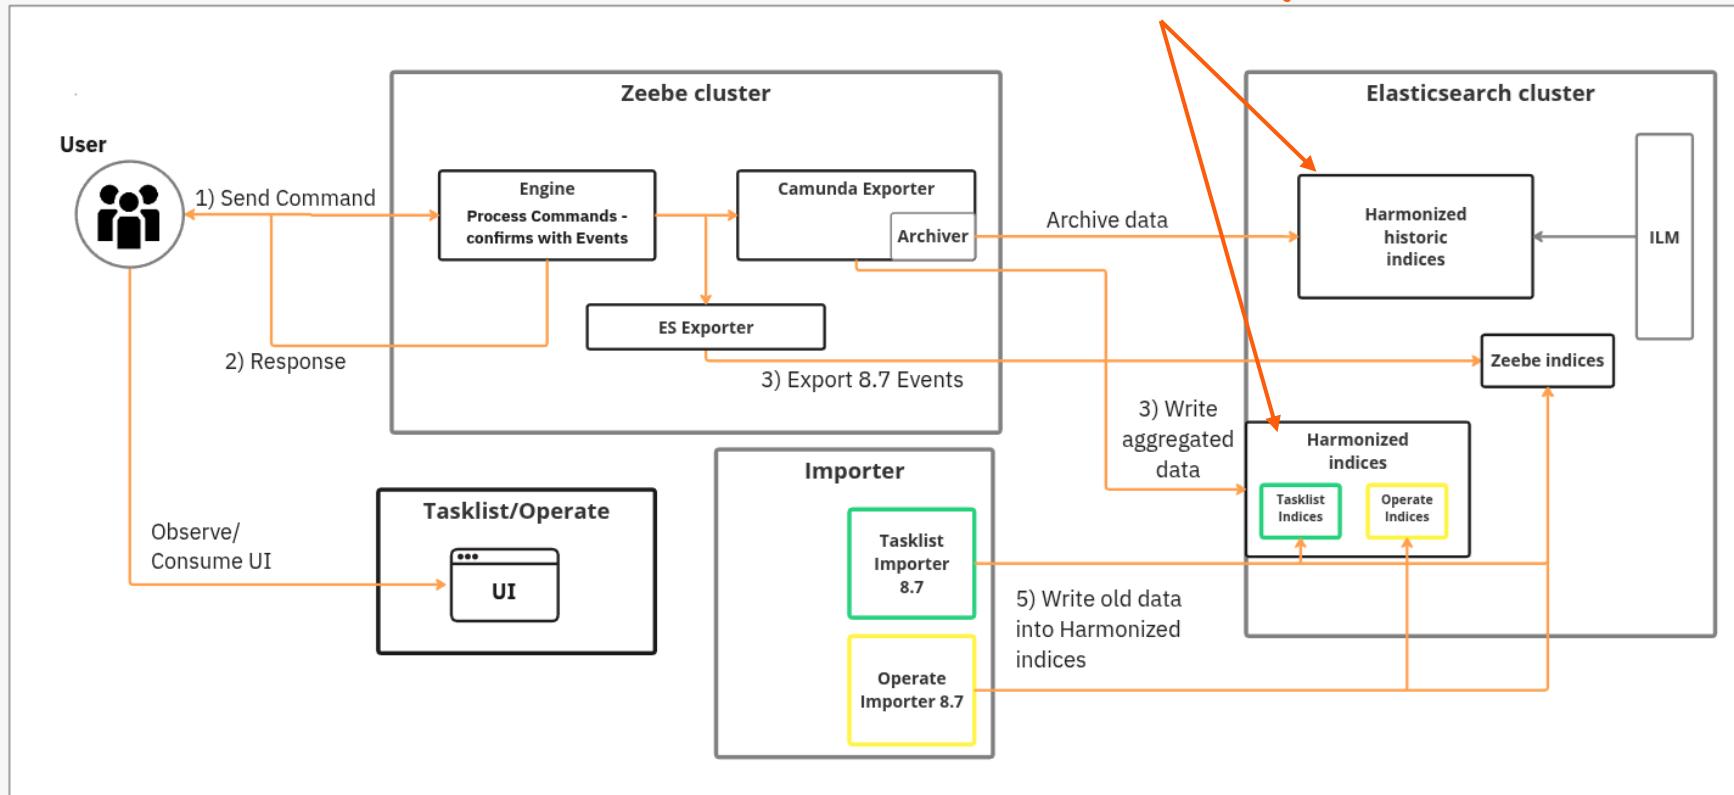 Zeebe cluster
Elasticsearch cluster
User
1) Send Command
Engine
Process Commands -
confirms with Events
Camunda Exporter
Archiver
Archive data
Harmonized
historic
indices
ILM
ES Exporter
2) Response
3) Export 8.7 Events
Zeebe indices
3) Write
aggregated
data
Harmonized
indices
Tasklist
Indices
Operate
Indices
Importer
Tasklist/Operate
UI
Observe/
Consume UI
Tasklist
Importer
8.7
5) Write old data
into Harmonized
indices
Operate
Importer 8.7